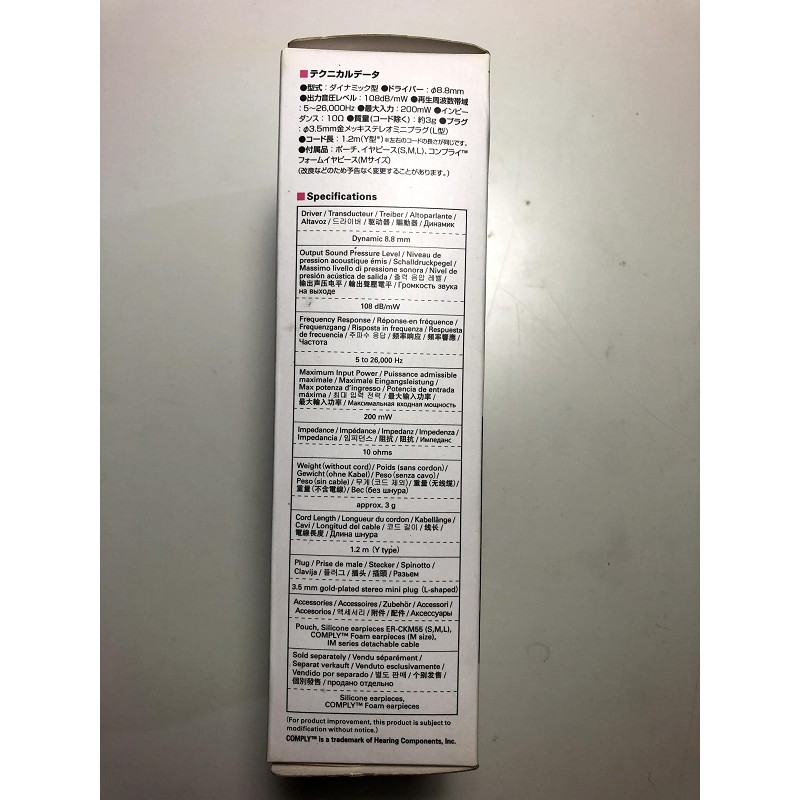 ■テクニカルデータ
●型式：ダイナミック型 ●ドライバー：φ8.8mm
●出力音圧レベル：108dB/mW ●再生周波数帯域
：5～26,000Hz ●最大入力：200mW ●インピー
ダンス：10Ω ●質量（コード除く）：約3g ●プラグ
：φ3.5mm金メッキステレオミニプラグ（L型）
●コード長：1.2m（Y型※）※左右のコードの長さが同じです。
●付属品：ポーチ、イヤピース（S,M,L）、コンプライ™
フォームイヤピース（Mサイズ）
（改良などのため予告なく変更することがあります。）
■Specifications
Driver / Transducteur / Treiber / Altoparlante /
Altavoz / 드라이버 / 驱动器 / 驅動器 / Динамик
Dynamic 8.8 mm
Output Sound Pressure Level / Niveau de
pression acoustique émis / Schalldruckpegel /
Massimo livello di pressione sonora / Nivel de
presión acústica de salida / 출력 음압 레벨 /
输出声压电平 / 輸出聲壓電平 / Громкость звука
на выходе
108 dB/mW
Frequency Response / Réponse en fréquence /
Frequenzgang / Risposta in frequenza / Respuesta
de frecuencia / 주파수 응답 / 频率响应 / 頻率響應 /
Частота
5 to 26,000 Hz
Maximum Input Power / Puissance admissible
maximale / Maximale Eingangsleistung /
Max potenza d'ingresso / Potencia de entrada
máxima / 최대 입력 전력 / 最大输入功率 /
最大輸入功率 / Максимальная входная мощность
200 mW
Impedance / Impédance / Impedanz / Impedenza /
Impedancia / 임피던스 / 阻抗 / 阻抗 / Импеданс
10 ohms
Weight (without cord) / Poids (sans cordon) /
Gewicht (ohne Kabel) / Peso (senza cavo) /
Peso (sin cable) / 무게 (코드 제외) / 重量 (无线缆) /
重量 (不含電線) / Вес (без шнура)
approx. 3 g
Cord Length / Longueur du cordon / Kabellänge /
Cavi / Longitud del cable / 코드 길이 / 线长 /
電線長度 / Длина шнура
1.2 m (Y type)
Plug / Prise de male / Stecker / Spinotto /
Clavija / 플러그 / 插头 / 插頭 / Разъем
3.5 mm gold-plated stereo mini plug (L-shaped)
Accessories / Accessoires / Zubehör / Accessori /
Accesorios / 액세서리 / 附件 / 配件 / Аксессуары
Pouch, Silicone earpieces ER-CKM55 (S,M,L),
COMPLY™ Foam earpieces (M size),
IM series detachable cable
Sold separately / Vendu séparément /
Separat verkauft / Venduto esclusivamente /
Vendido por separado / 별도 판매 / 个别发售 /
個別發售 / продано отдельно
Silicone earpieces,
COMPLY™ Foam earpieces
(For product improvement, this product is subject to
modification without notice.)
COMPLY™ is a trademark of Hearing Components, Inc.